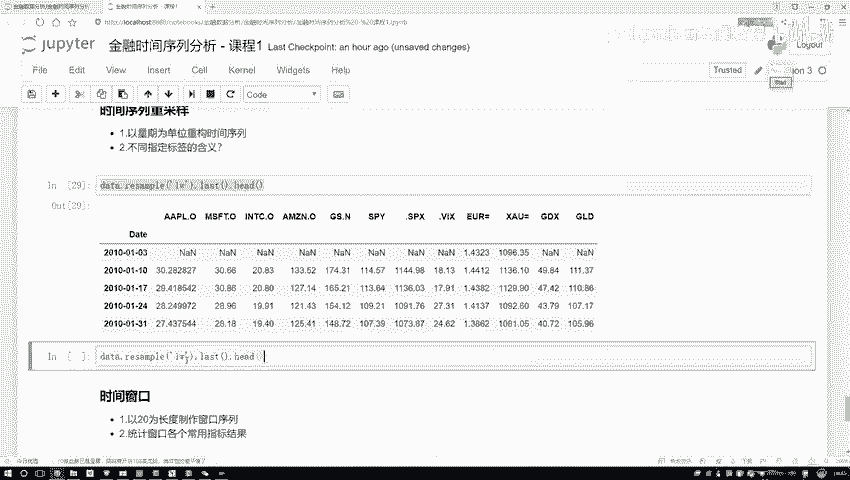 金融时间序列分析 - 课程1
jupyter 金融时间序列分析 - 课程1 Last Checkpoint: an hour ago (unsaved changes)
Logout
File Edit View Insert Cell Kernel Widgets Help
Trusted
Code
时间序列重采样
1.以星期为单位重构时间序列
2.不同指定标签的含义?
In [29]: data.resample('1w').last().head()
Out[29]:
AAPL.O MSFT.O INTC.O AMZN.O GS.N SPY .SPX .VIX EUR= XAU= GDX GLD
Date
2010-01-03 NaN NaN NaN NaN NaN NaN NaN NaN 1.4323 1096.35 NaN NaN
2010-01-10 30.282827 30.66 20.83 133.52 174.31 114.57 1144.98 18.13 1.4412 1136.10 49.84 111.37
2010-01-17 29.418542 30.86 20.80 127.14 165.21 113.64 1136.03 17.91 1.4382 1129.90 47.42 110.86
2010-01-24 28.249972 28.96 19.91 121.43 154.12 109.21 1091.76 27.31 1.4137 1092.60 43.79 107.17
2010-01-31 27.437544 28.18 19.40 125.41 148.72 107.39 1073.87 24.62 1.3862 1081.05 40.72 105.96
In [ ]: data.resample('1w').last().head()
时间窗口
1.以20为长度制作窗口序列
2.统计窗口各个常用指标结果